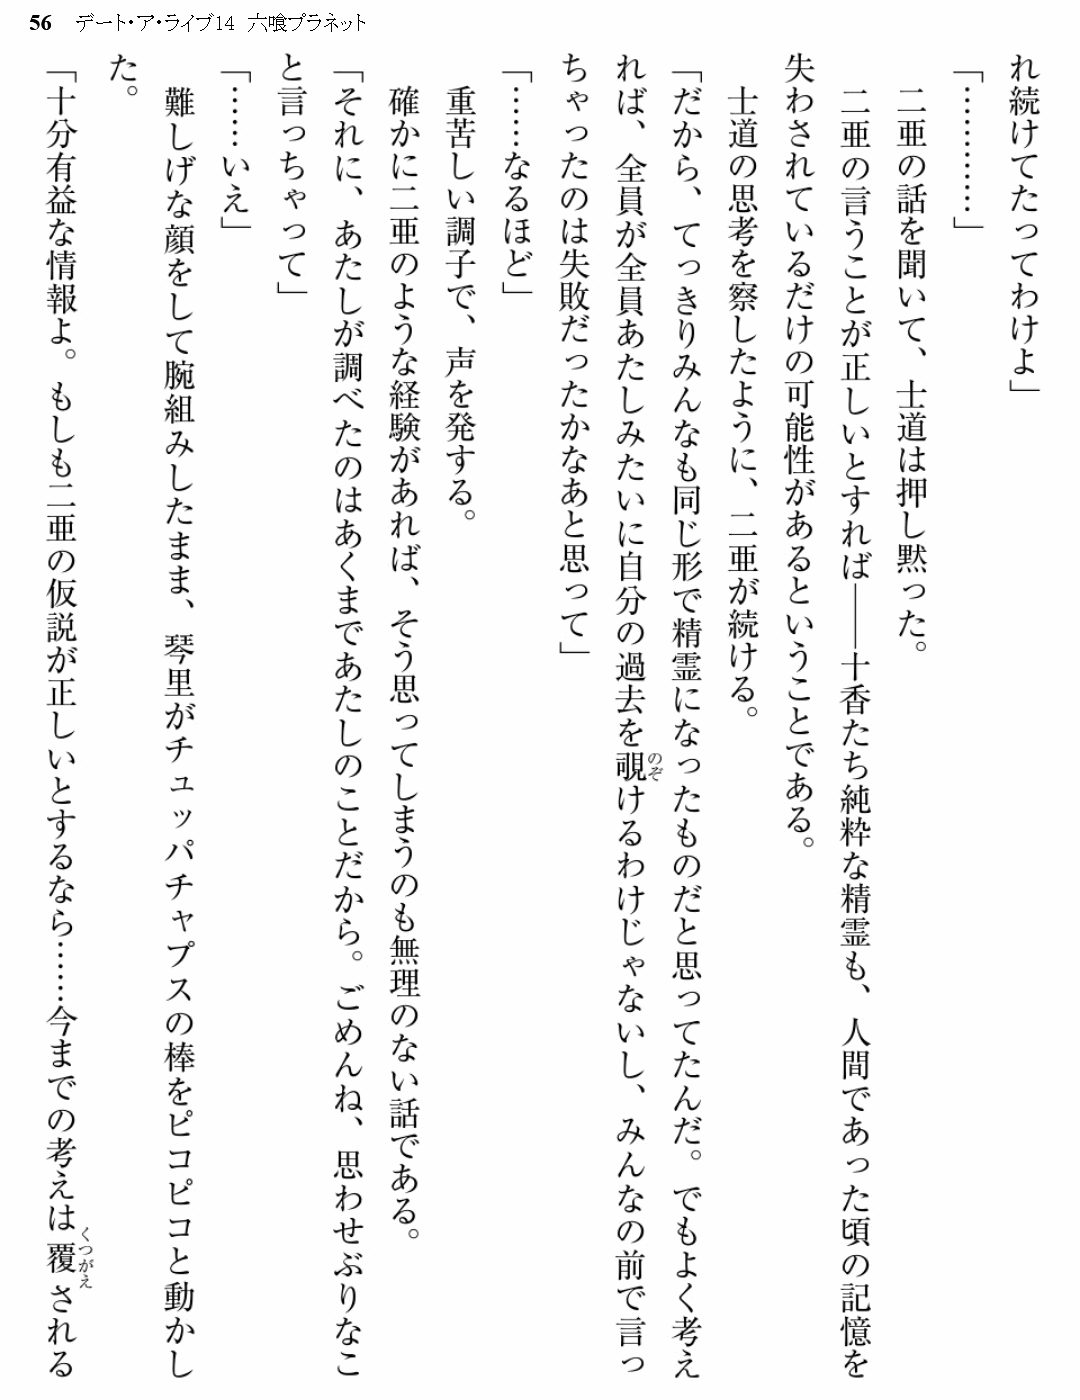 56 デート・ア・ライブ14 六喰プラネット
れ続けてたってわけよ」
「…………」
二亜の話を聞いて、士道は押し黙った。
二亜の言うことが正しいとすれば――十香たち純粋な精霊も、人間であった頃の記憶を
失わされているだけの可能性があるということである。
士道の思考を察したように、二亜が続ける。
「だから、てっきりみんなも同じ形で精霊になったものだと思ってたんだ。でもよく考え
れば、全員が全員あたしみたいに自分の過去を覗のぞけるわけじゃないし、みんなの前で言っ
ちゃったのは失敗だったかなあと思って」
「……なるほど」
重苦しい調子で、声を発する。
確かに二亜のような経験があれば、そう思ってしまうのも無理のない話である。
「それに、あたしが調べたのはあくまであたしのことだから。ごめんね、思わせぶりなこ
と言っちゃって」
「……いえ」
難しげな顔をして腕組みしたまま、琴里がチュッパチャプスの棒をピコピコと動かし
た。
「十分有益な情報よ。もしも二亜の仮説が正しいとするなら……今までの考えは覆くつがえされる